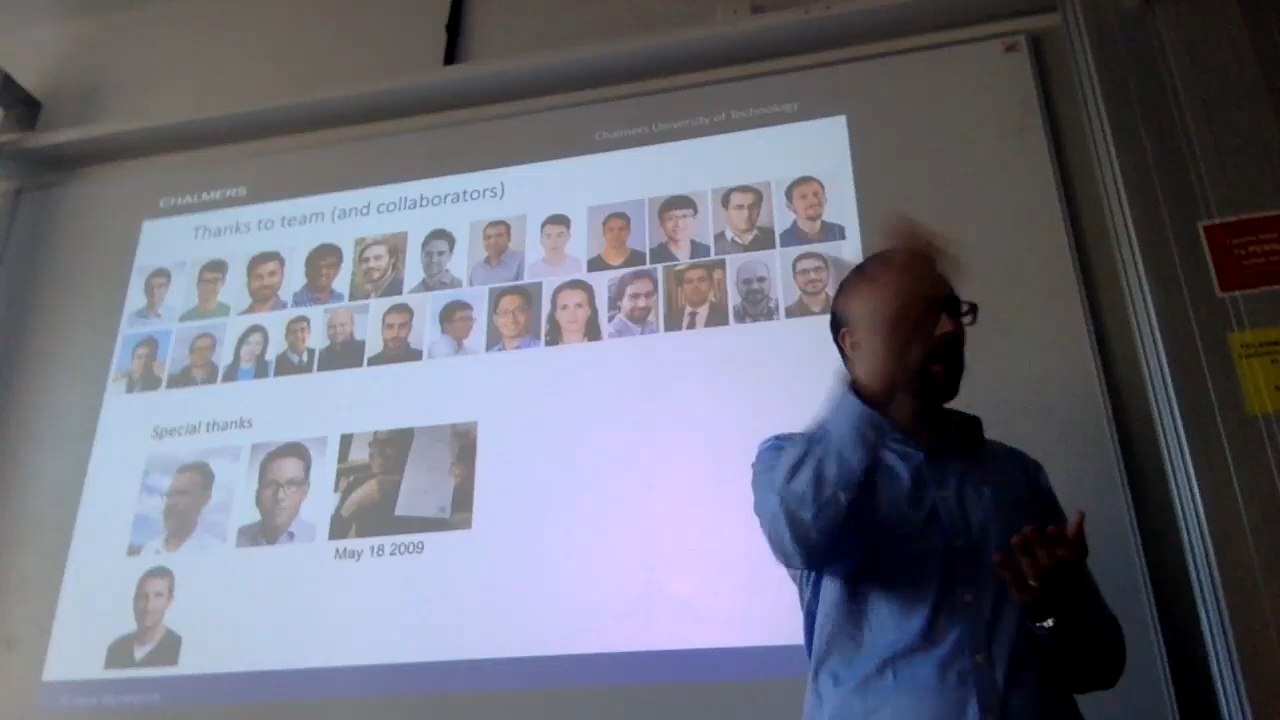 Chalmers University of Technology
CHALMERS
Thanks to team (and collaborators)
Special thanks
May 18 2009